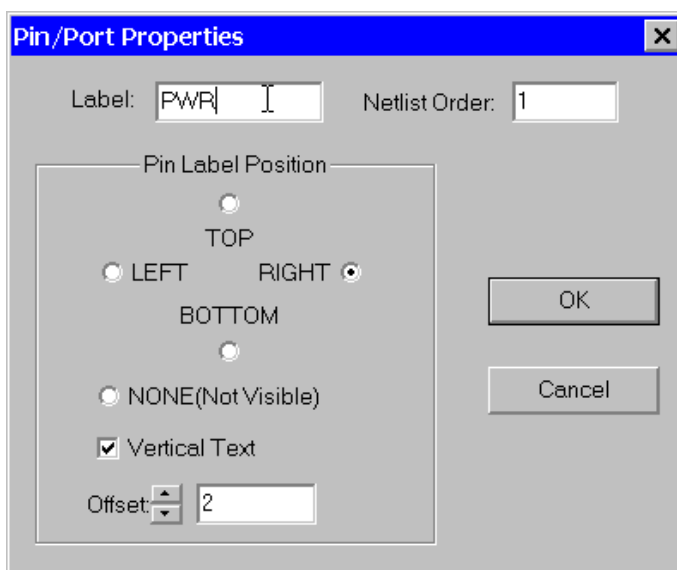 Pin/Port Properties
Label: PWR Netlist Order: 1
Pin Label Position
TOP
LEFT RIGHT
BOTTOM
NONE(Not Visible)
Vertical Text
Offset: 2
OK
Cancel